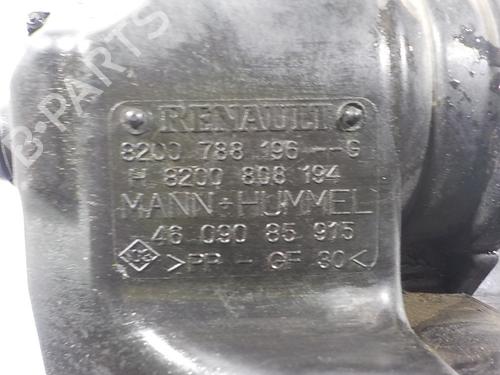 B-PARTS
RENAULT
8200 788 196--G
H 8200 808 194
MANN+HUMMEL
46 090 85 915
>PP - GF 30<